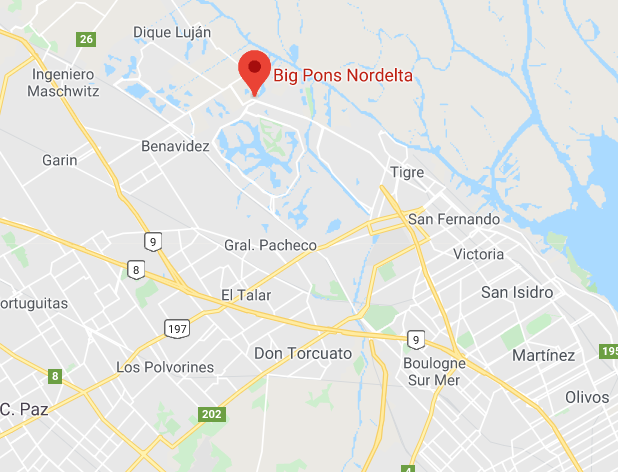 Dique Luján
26
Big Pons Nordelta
Ingeniero
Maschwitz
Benavidez
Garin
Tigre
San Fernando
9
Gral. Pacheco
Victoria
8
El Talar
San Isidro
ortuguitas
197
9
Don Torcuato
Martínez
195
Los Polvorines
Boulogne
Sur Mer
8
Olivos
C. Paz
202
4